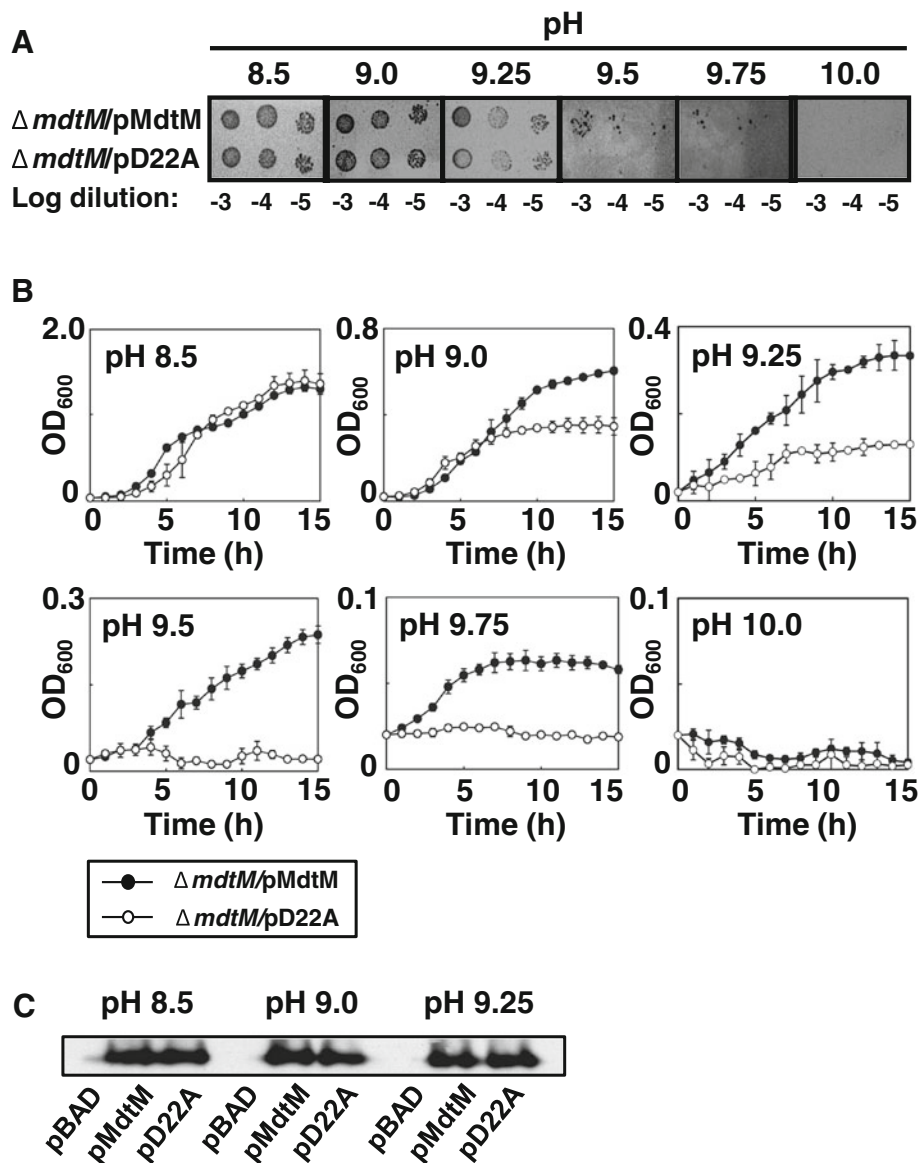 A
pH
8.5 9.0 9.25 9.5 9.75 10.0
Δ mdtM/pMdtM
Δ mdtM/pD22A
Log dilution: -3 -4 -5 -3 -4 -5 -3 -4 -5 -3 -4 -5 -3 -4 -5 -3 -4 -5
B
2.0
pH 8.5
OD600
0
0 5 10 15
Time (h)
0.8
pH 9.0
OD600
0
0 5 10 15
Time (h)
0.4
pH 9.25
OD600
0
0 5 10 15
Time (h)
0.3
pH 9.5
OD600
0
0 5 10 15
Time (h)
0.1
pH 9.75
OD600
0
0 5 10 15
Time (h)
0.1
pH 10.0
OD600
0
0 5 10 15
Time (h)
Δ mdtM/pMdtM
Δ mdtM/pD22A
C
pH 8.5 pH 9.0 pH 9.25
pBAD pMdtM pD22A pBAD pMdtM pD22A pBAD pMdtM pD22A